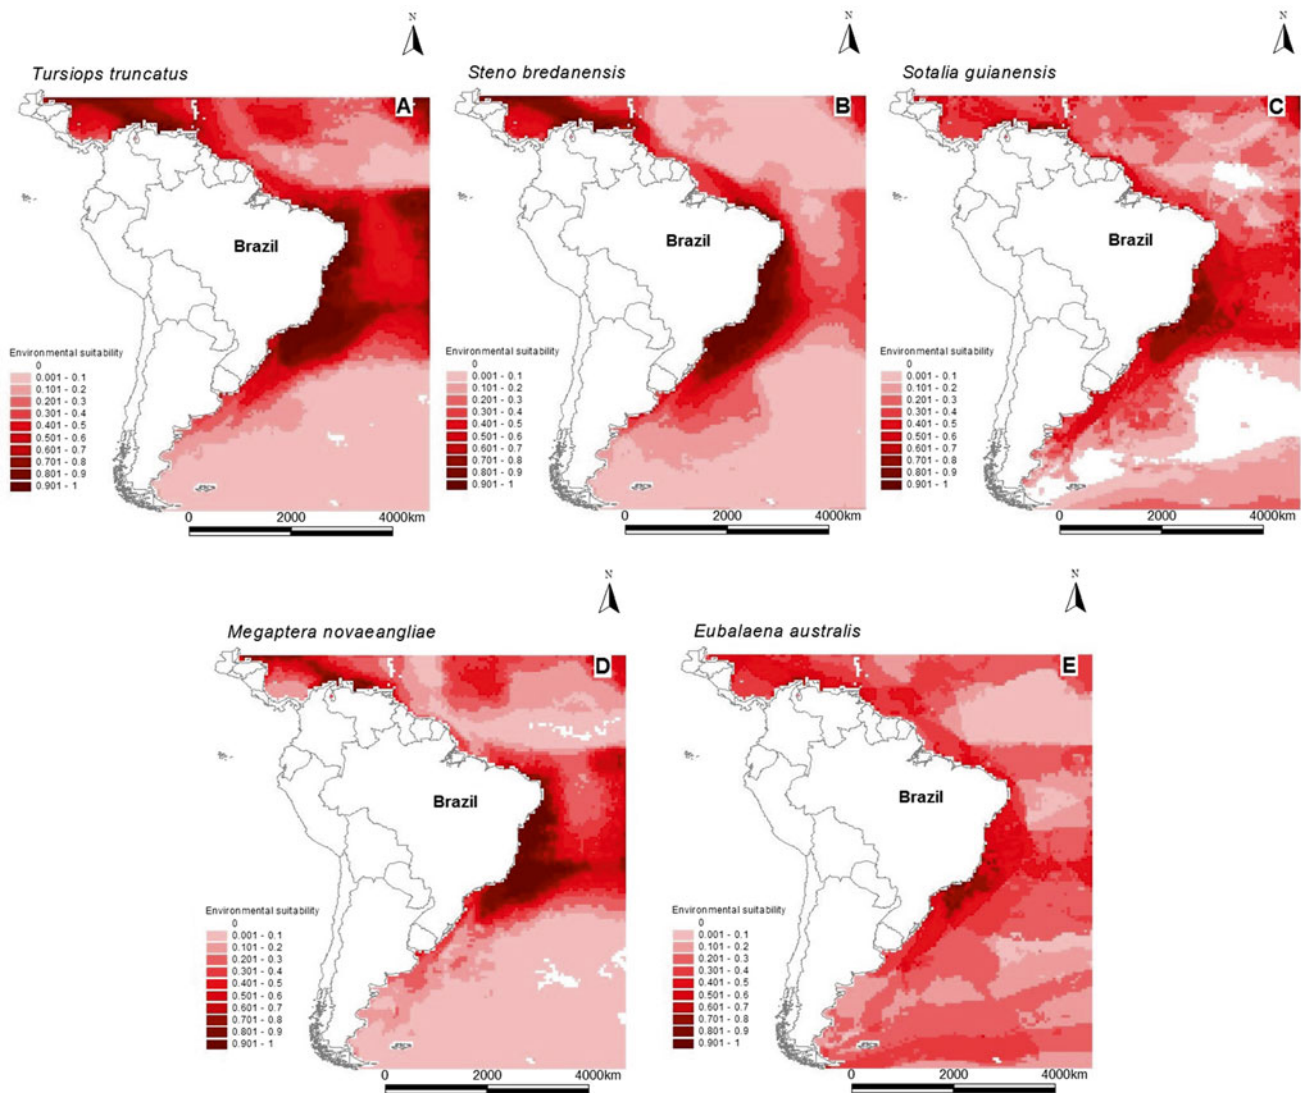 N
N
N
Tursiops truncatus
Steno bredanensis
Sotalia guianensis
A
B
C
Brazil
Brazil
Brazil
Environmental suitability
0
0.001 - 0.1
0.101 - 0.2
0.201 - 0.3
0.301 - 0.4
0.401 - 0.5
0.501 - 0.6
0.601 - 0.7
0.701 - 0.8
0.801 - 0.9
0.901 - 1
0 2000 4000km
Environmental suitability
0
0.001 - 0.1
0.101 - 0.2
0.201 - 0.3
0.301 - 0.4
0.401 - 0.5
0.501 - 0.6
0.601 - 0.7
0.701 - 0.8
0.801 - 0.9
0.901 - 1
0 2000 4000km
Environmental suitability
0
0.001 - 0.1
0.101 - 0.2
0.201 - 0.3
0.301 - 0.4
0.401 - 0.5
0.501 - 0.6
0.601 - 0.7
0.701 - 0.8
0.801 - 0.9
0.901 - 1
0 2000 4000km
N
N
Megaptera novaeangliae
Eubalaena australis
D
E
Brazil
Brazil
Environmental suitability
0
0.001 - 0.1
0.101 - 0.2
0.201 - 0.3
0.301 - 0.4
0.401 - 0.5
0.501 - 0.6
0.601 - 0.7
0.701 - 0.8
0.801 - 0.9
0.901 - 1
0 2000 4000km
Environmental suitability
0
0.001 - 0.1
0.101 - 0.2
0.201 - 0.3
0.301 - 0.4
0.401 - 0.5
0.501 - 0.6
0.601 - 0.7
0.701 - 0.8
0.801 - 0.9
0.901 - 1
0 2000 4000km